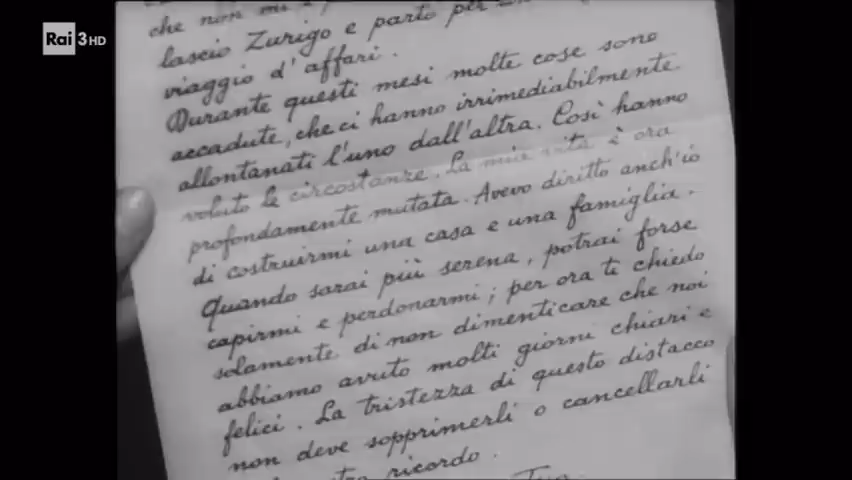 Rai 3HD
che non mi
lascio Zurigo e parto per
viaggio d'affari.
Durante questi mesi molte cose sono
accadute, che ci hanno irrimediabilmente
allontanati l'uno dall'altra. Così hanno
voluto le circostanze. La mia vita è ora
profondamente mutata. Avevo diritto anch'io
di costruirmi una casa e una famiglia.
Quando sarai più serena, potrai forse
capirmi e perdonarmi; per ora te chiedo
solamente di non dimenticare che noi
abbiamo avuto molti giorni chiari e
felici. La tristezza di questo distacco
non deve sopprimerli o cancellarli
ricordo.